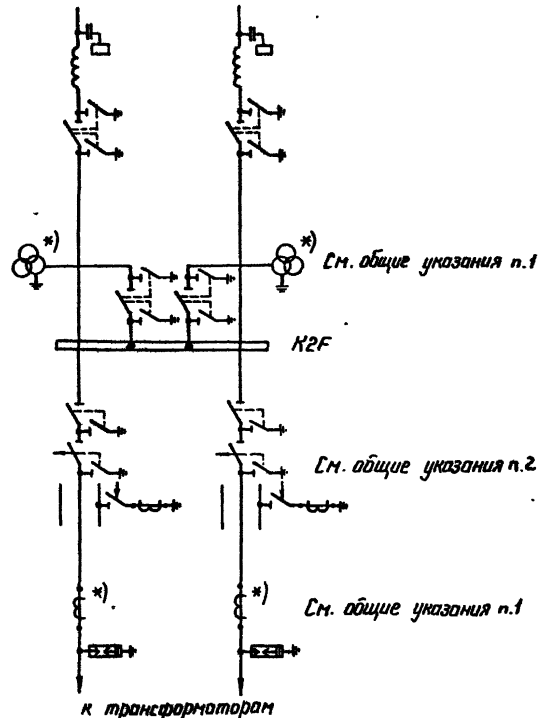 *)
*)
См. общие указания п.1
K2F
См. общие указания п.2
*)
*)
См. общие указания п.1
к трансформаторам